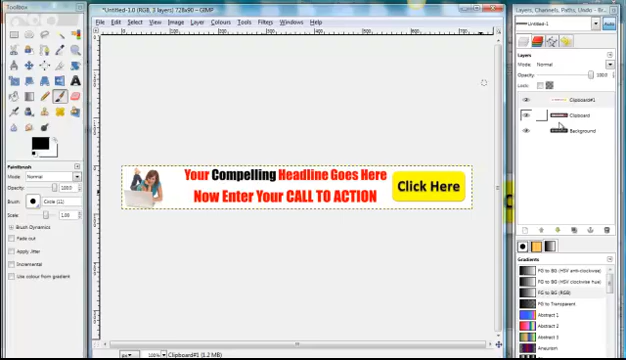 Toolbox
*Untitled-1.0 (RGB, 3 layers) 728x90 – GIMP
File Edit Select View Image Layer Colours Tools Filters Windows Help
Paintbrush
Mode: Normal
Opacity: 100.0
Brush: Circle (11)
Scale: 1.00
Brush Dynamics
Fade out
Apply Jitter
Incremental
Use colour from gradient
Your Compelling Headline Goes Here
Now Enter Your CALL TO ACTION
Click Here
100%
Clipboard#1 (1.2 MB)
Layers, Channels, Paths, Undo - Br...
Untitled-1
Auto
Layers
Mode: Normal
Opacity: 100.0
Lock:
Clipboard#1
Clipboard
Background
Gradients
FG to BG (HSV anti-clockwise)
FG to BG (HSV clockwise hue)
FG to BG (RGB)
FG to Transparent
Abstract 1
Abstract 2
Abstract 3
Aneurism